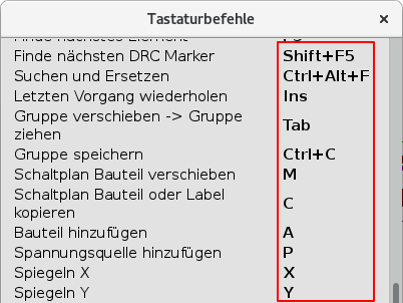 Tastaturbefehle
Finde nächstes Element F5
Finde nächsten DRC Marker Shift+F5
Suchen und Ersetzen Ctrl+Alt+F
Letzten Vorgang wiederholen Ins
Gruppe verschieben -> Gruppe
ziehen Tab
Gruppe speichern Ctrl+C
Schaltplan Bauteil verschieben M
Schaltplan Bauteil oder Label
kopieren C
Bauteil hinzufügen A
Spannungsquelle hinzufügen P
Spiegeln X X
Spiegeln Y Y